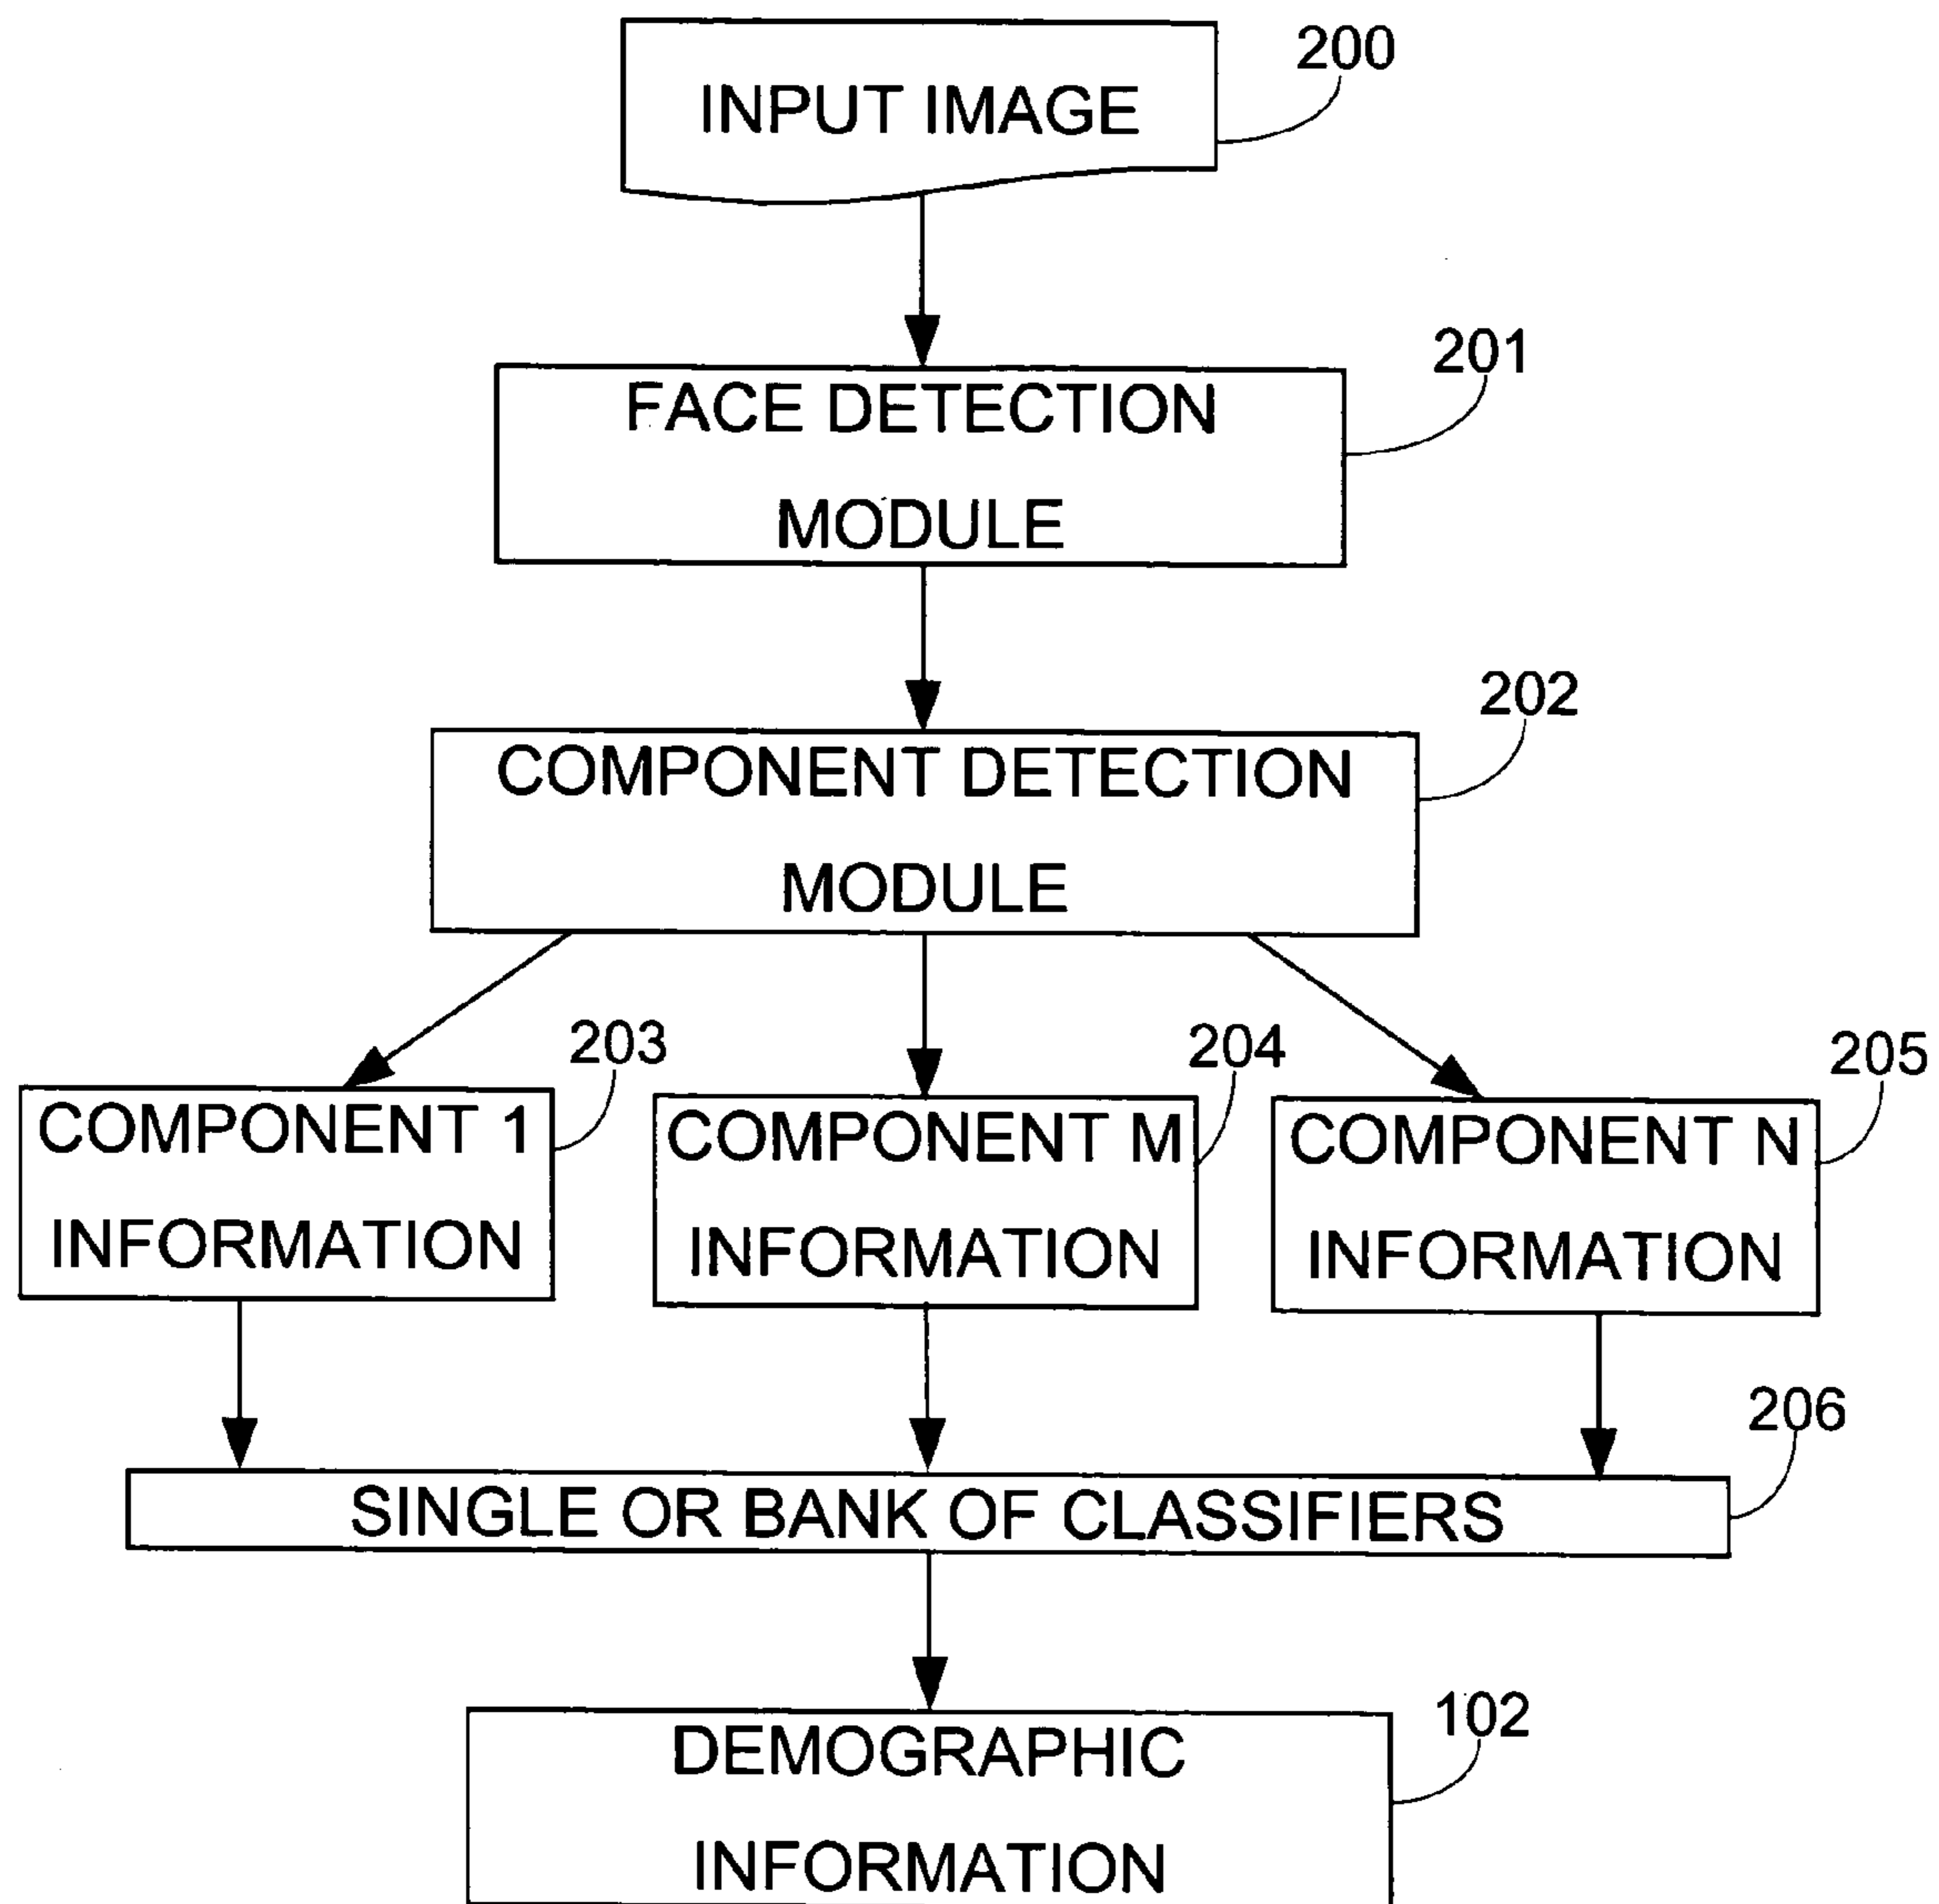 INPUT IMAGE
200
FACE DETECTION
MODULE
201
COMPONENT DETECTION
MODULE
202
COMPONENT 1
INFORMATION
203
COMPONENT M
INFORMATION
204
COMPONENT N
INFORMATION
205
SINGLE OR BANK OF CLASSIFIERS
206
DEMOGRAPHIC
INFORMATION
102